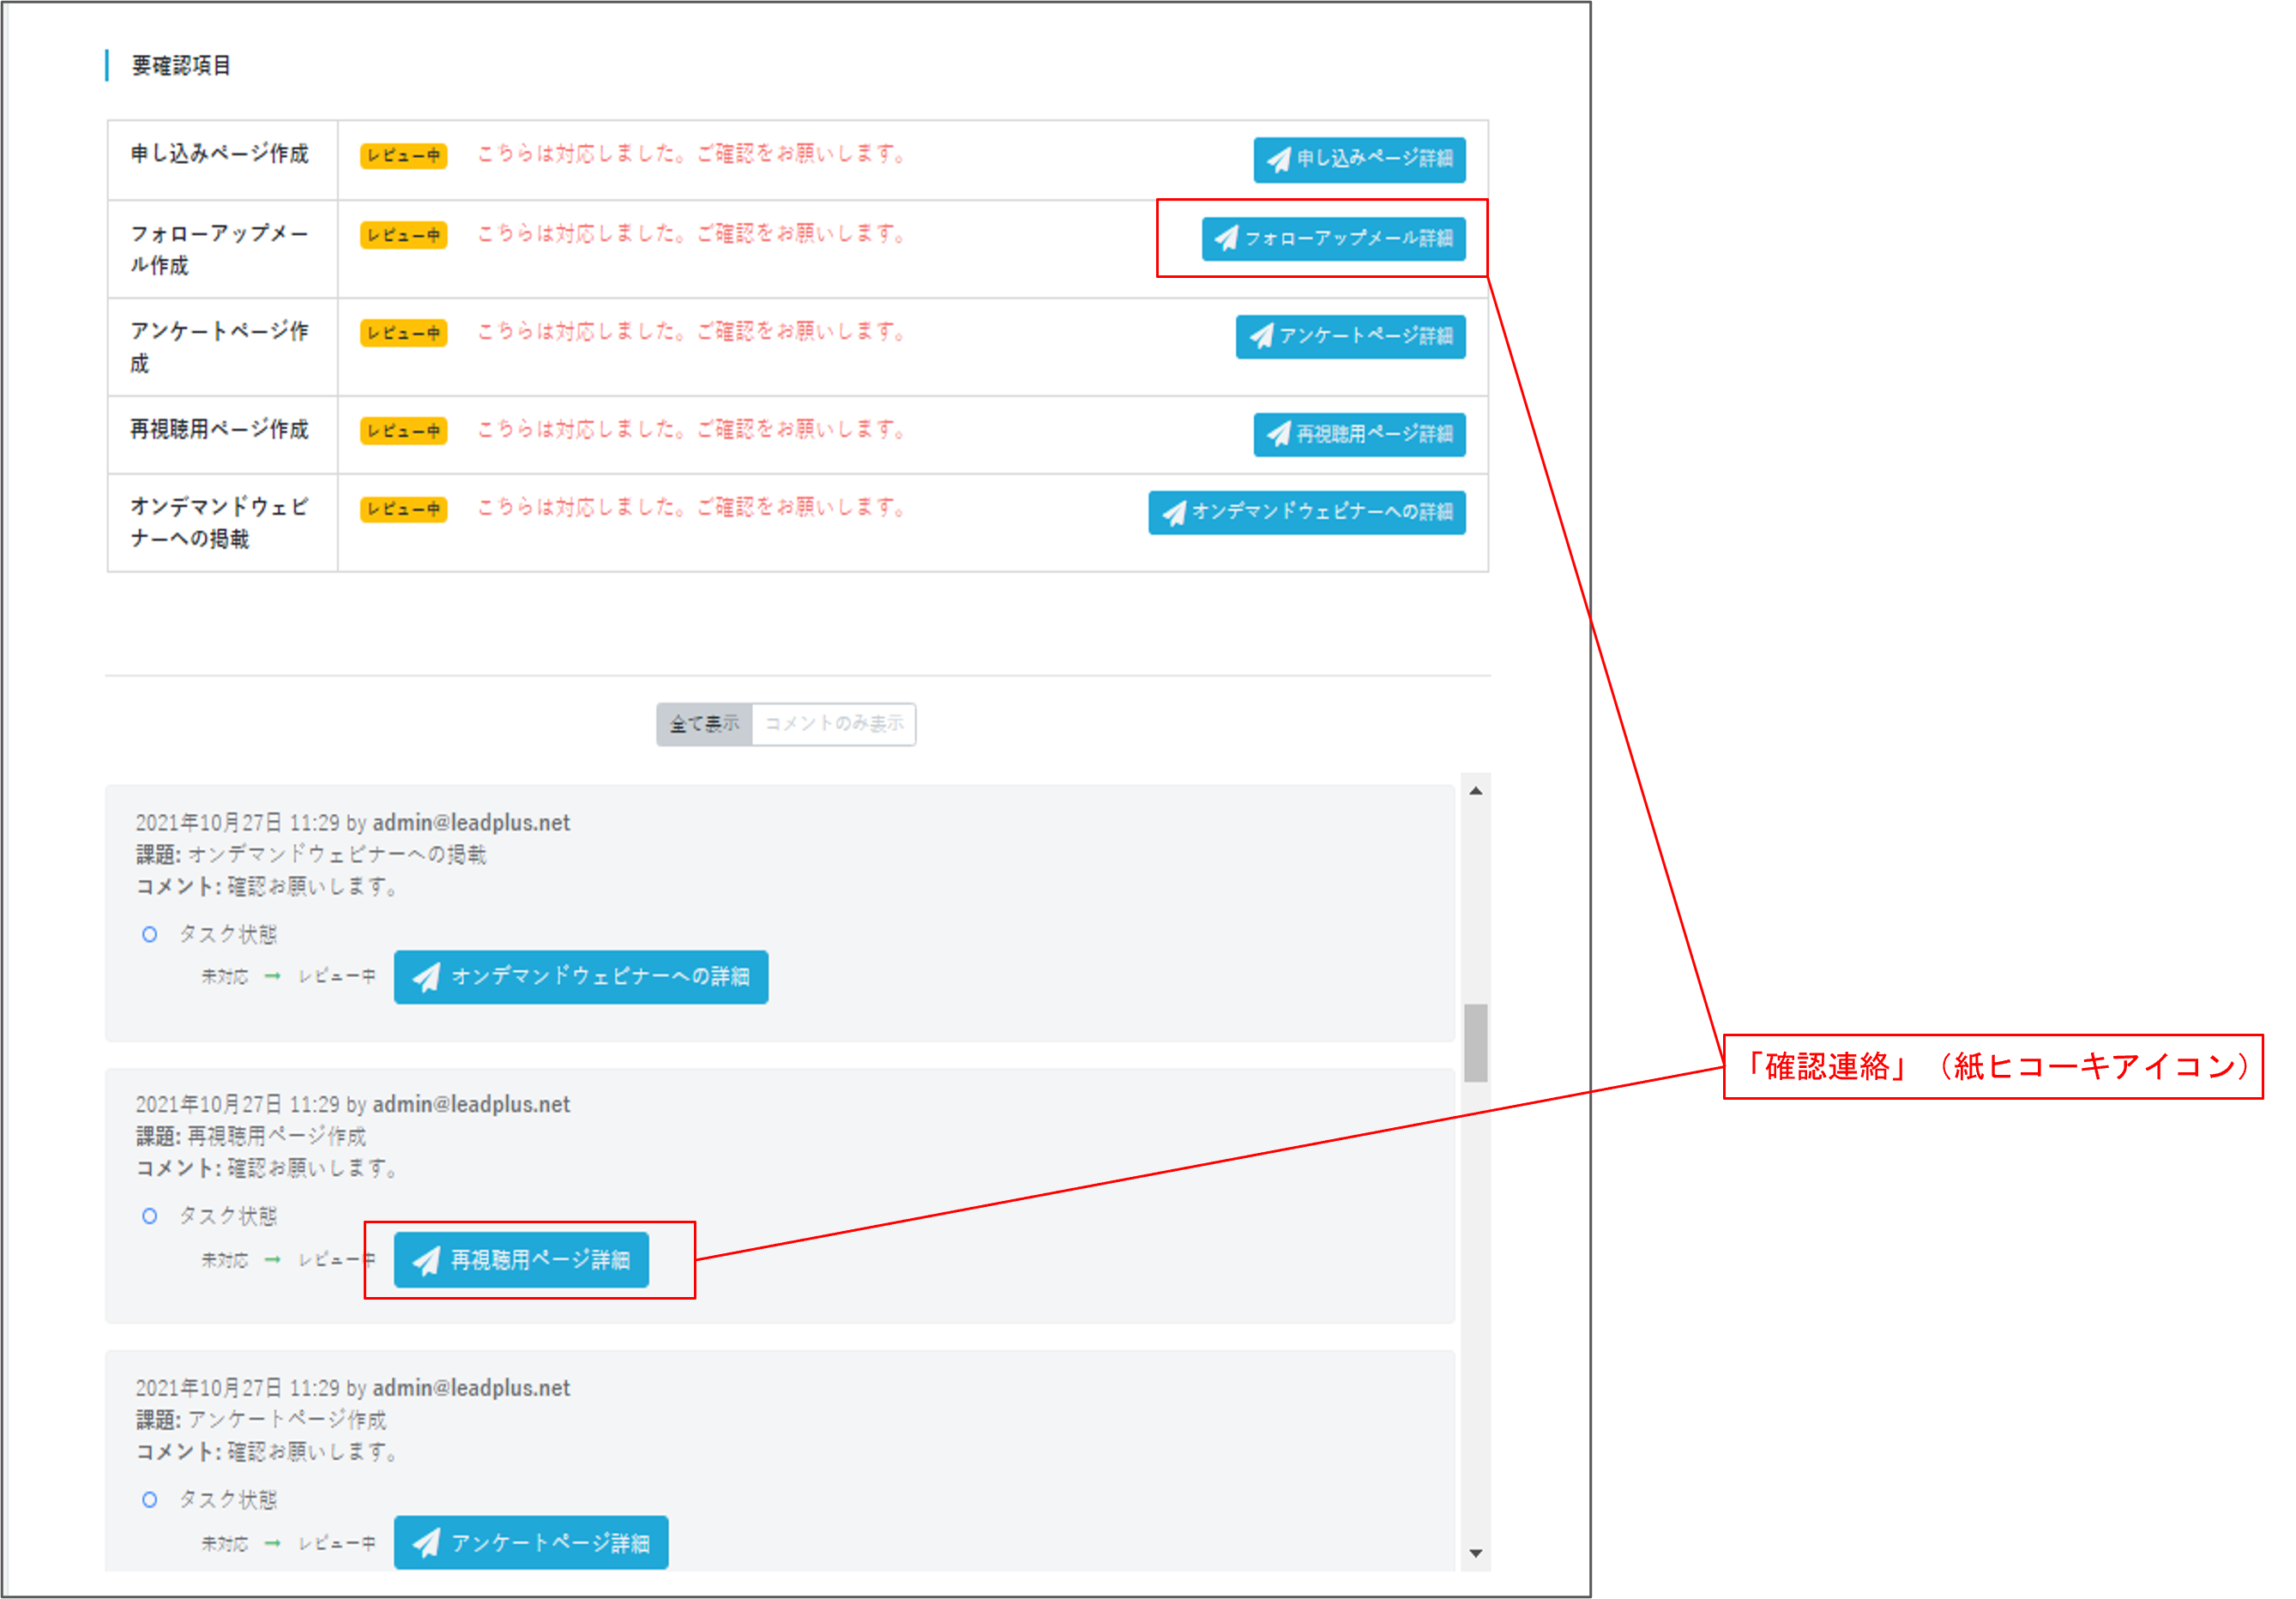 要確認項目
申し込みページ作成 レビュー中 こちらは対応しました。ご確認をお願いします。 申し込みページ詳細
フォローアップメー レビュー中 こちらは対応しました。ご確認をお願いします。 フォローアップメール詳細
ル作成
アンケートページ作 レビュー中 こちらは対応しました。ご確認をお願いします。 アンケートページ詳細
成
再視聴用ページ作成 レビュー中 こちらは対応しました。ご確認をお願いします。 再視聴用ページ詳細
オンデマンドウェビ レビュー中 こちらは対応しました。ご確認をお願いします。 オンデマンドウェビナーへの詳細
ナーへの掲載
全て表示 コメントのみ表示
2021年10月27日 11:29 by admin@leadplus.net
課題: オンデマンドウェビナーへの掲載
コメント: 確認お願いします。
タスク状態
未対応 → レビュー中 オンデマンドウェビナーへの詳細
「確認連絡」（紙ヒコーキアイコン）
2021年10月27日 11:29 by admin@leadplus.net
課題: 再視聴用ページ作成
コメント: 確認お願いします。
タスク状態
未対応 → レビュー中 再視聴用ページ詳細
2021年10月27日 11:29 by admin@leadplus.net
課題: アンケートページ作成
コメント: 確認お願いします。
タスク状態
未対応 → レビュー中 アンケートページ詳細